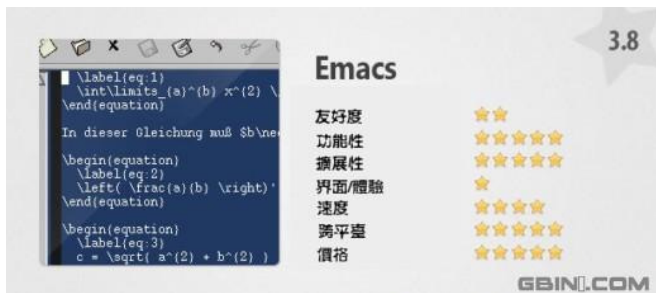 3.8
Emacs
\label{eq:1}
\int\limits_{a}^{b} x^{2} \
\end{equation}
In dieser Gleichung muß $b\ne
\begin{equation}
\label{eq:2}
\left( \frac{a}{b} \right)
\end{equation}
\begin{equation}
\label{eq:3}
c = \sqrt( a^{2} + b^{2} )
友好度
功能性
擴展性
界面/體驗
速度
跨平臺
價格
GBIN1.COM